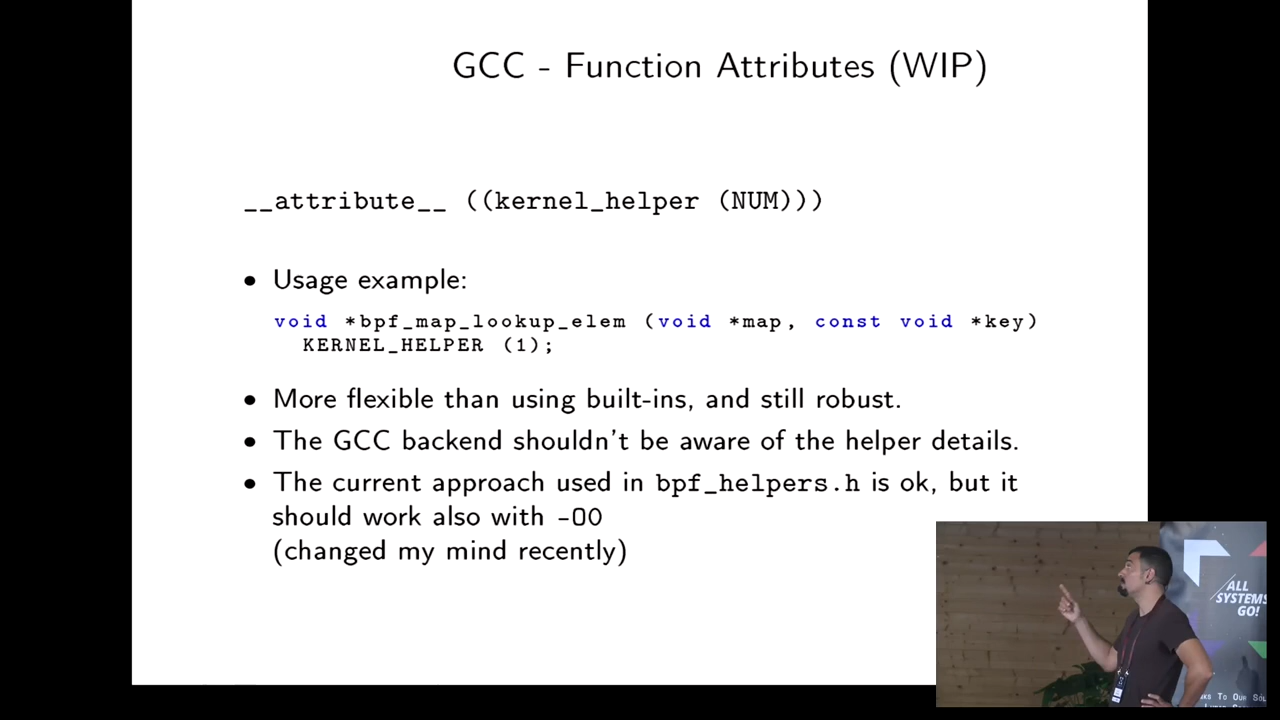 GCC - Function Attributes (WIP)
__attribute__ ((kernel_helper (NUM)))
• Usage example:
void *bpf_map_lookup_elem (void *map, const void *key)
KERNEL_HELPER (1);
• More flexible than using built-ins, and still robust.
• The GCC backend shouldn't be aware of the helper details.
• The current approach used in bpf_helpers.h is ok, but it
should work also with -O0
(changed my mind recently)
ALL
SYSTEMS
GO!
To Our